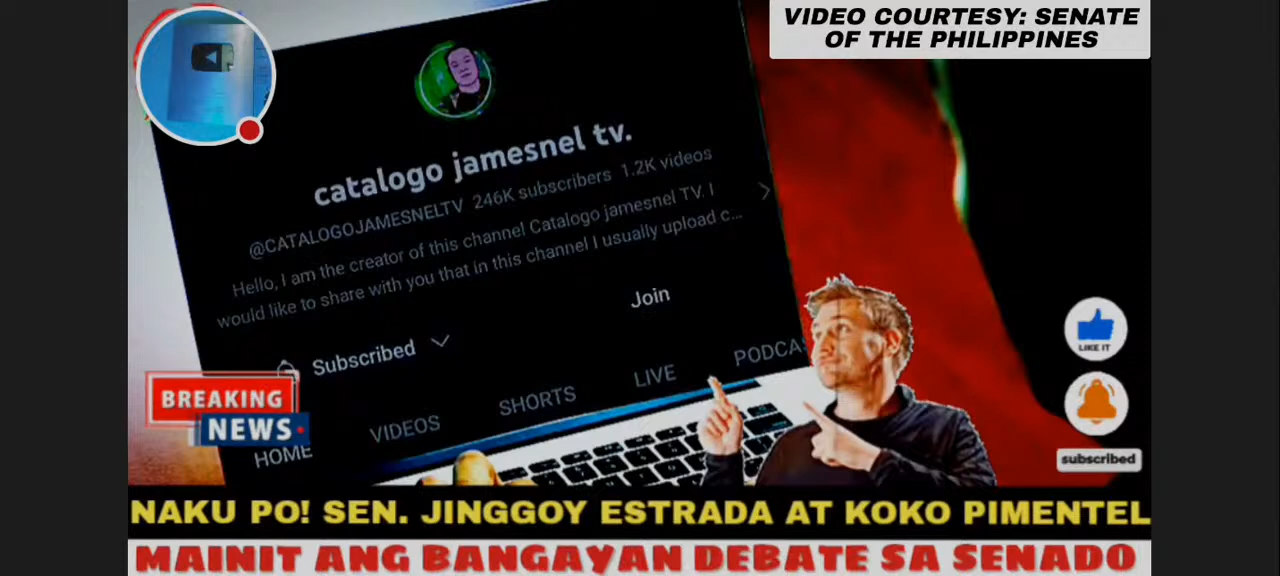 VIDEO COURTESY: SENATE
OF THE PHILIPPINES
catalogo jamesnel tv.
@CATALOGOJAMESNELTV 246K subscribers 1.2K videos
Hello, I am the creator of this channel Catalogo jamesnel TV. I
would like to share with you that in this channel I usually upload c...
Join
Subscribed
HOME VIDEOS SHORTS LIVE PODCA
LIKE IT
subscribed
BREAKING
NEWS
NAKU PO! SEN. JINGGOY ESTRADA AT KOKO PIMENTEL
MAINIT ANG BANGAYAN DEBATE SA SENADO